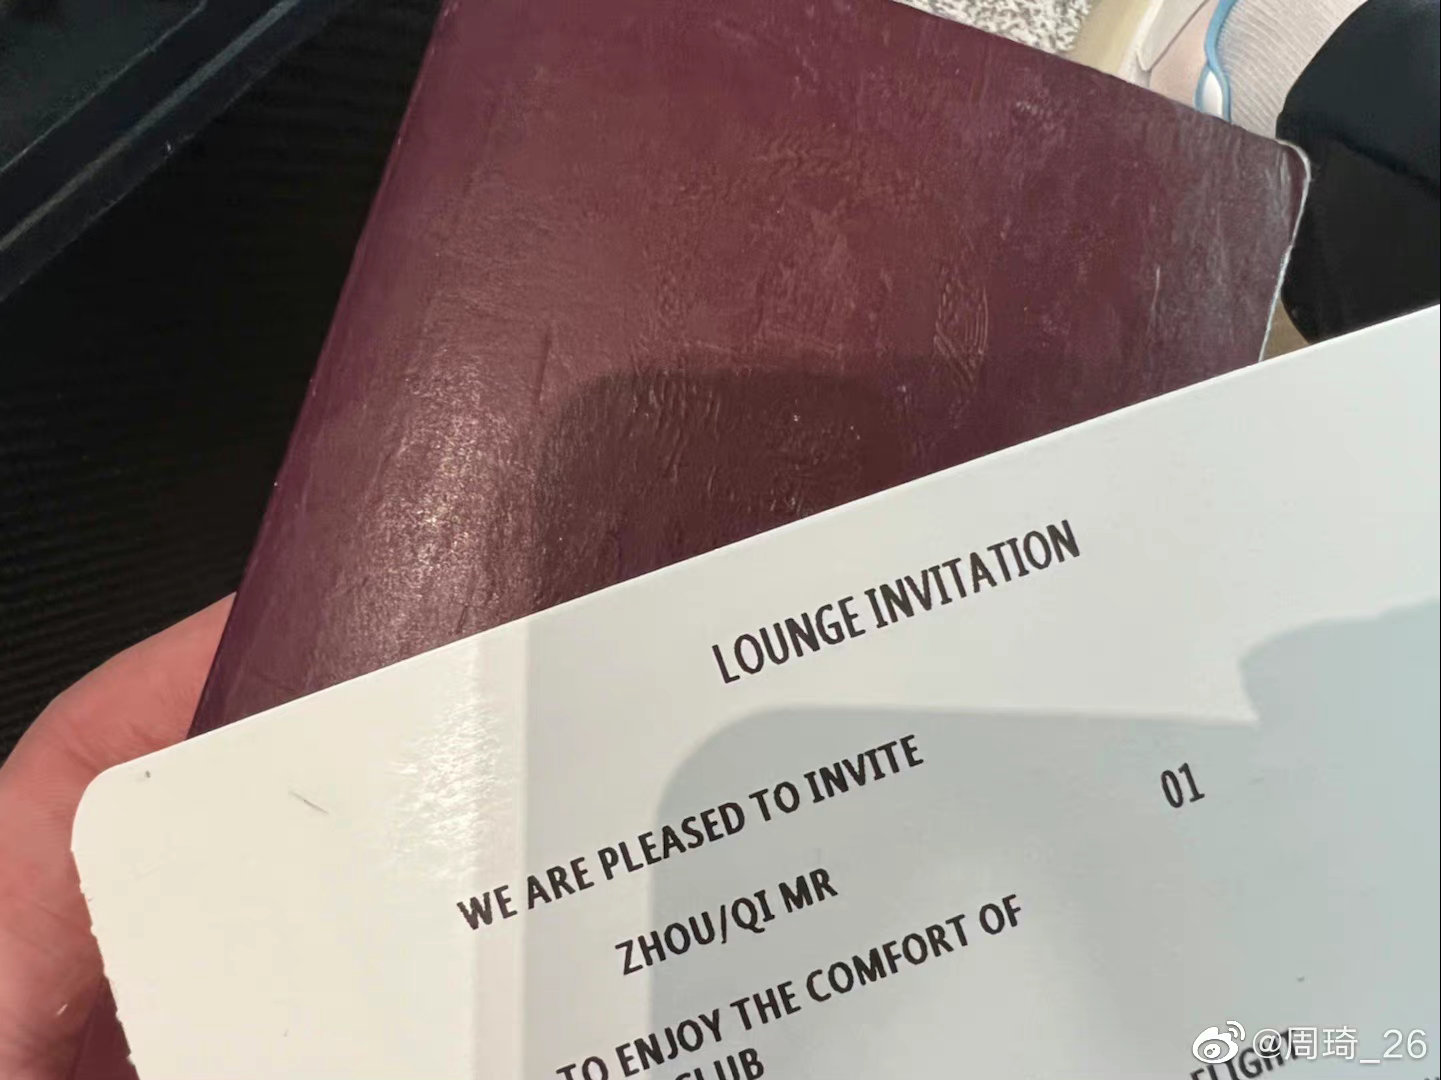 LOUNGE INVITATION
WE ARE PLEASED TO INVITE 01
ZHOU/QI MR
TO ENJOY THE COMFORT OF
CLUB
FLIGHT
@周琦_26